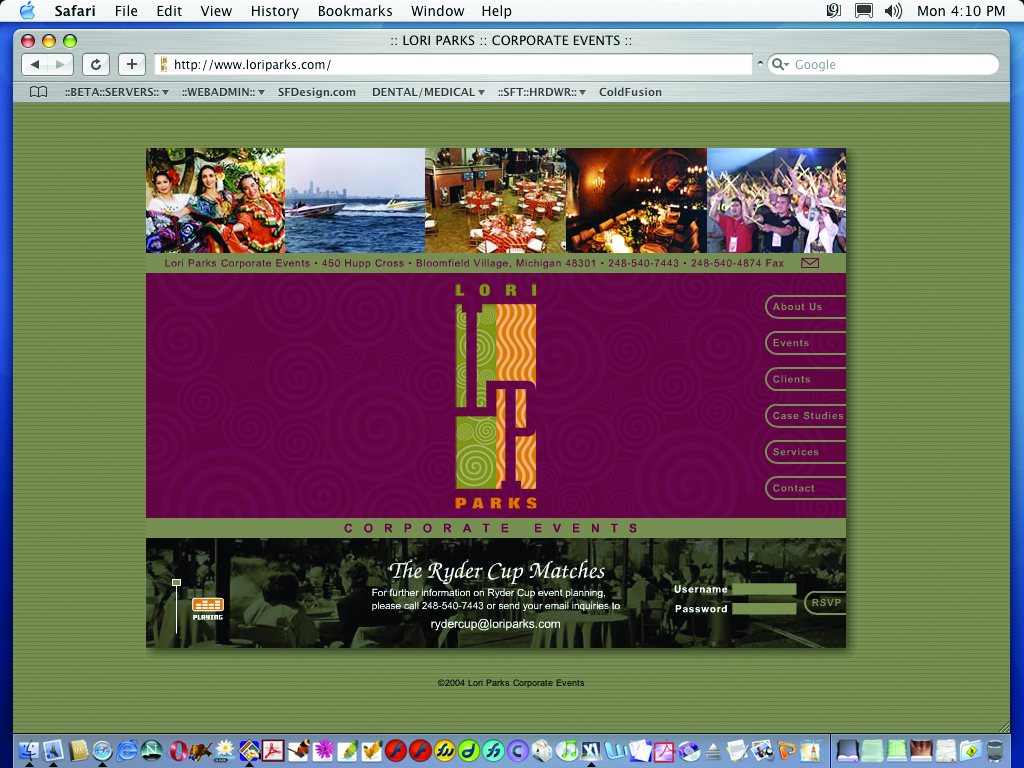 Safari File Edit View History Bookmarks Window Help Mon 4:10 PM
:: LORI PARKS :: CORPORATE EVENTS ::
http://www.loriparks.com/ Google
::BETA::SERVERS:: ::WEBADMIN:: SFDesign.com DENTAL/MEDICAL ::SFT::HRDWR:: ColdFusion
Lori Parks Corporate Events • 450 Hupp Cross • Bloomfield Village, Michigan 48301 • 248-540-7443 • 248-540-4874 Fax
LORI
LP
PARKS
About Us
Events
Clients
Case Studies
Services
Contact
CORPORATE EVENTS
The Ryder Cup Matches
For further information on Ryder Cup event planning,
please call 248-540-7443 or send your email inquiries to
rydercup@loriparks.com
PLAYING
Username
Password
RSVP
©2004 Lori Parks Corporate Events